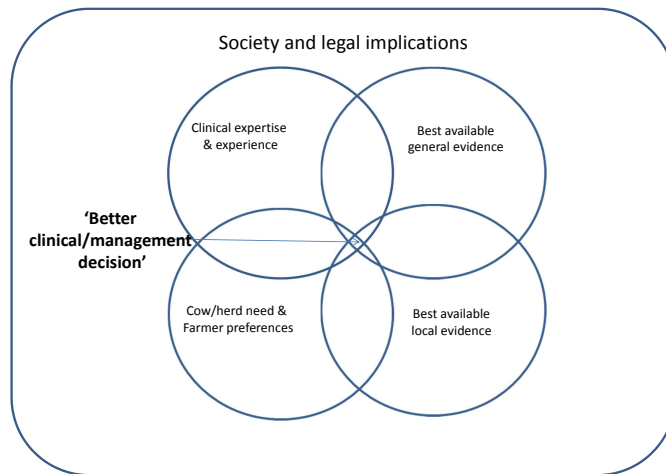 Society and legal implications
Clinical expertise
& experience
Best available
general evidence
‘Better
clinical/management
decision’
Cow/herd need &
Farmer preferences
Best available
local evidence